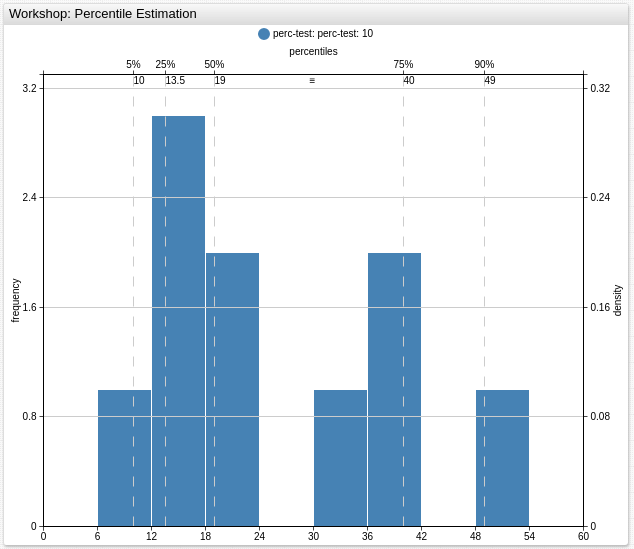 Workshop: Percentile Estimation
perc-test: perc-test: 10
percentiles
5% 25% 50% 75% 90%
10 13.5 19 = 40 49
3.2 0.32
2.4 0.24
frequency density
1.6 0.16
0.8 0.08
0 0
0 6 12 18 24 30 36 42 48 54 60